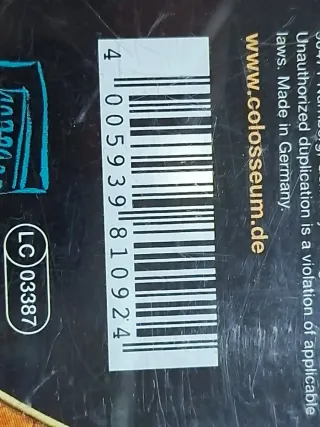 Unauthorized duplication is a violation of applicable
laws. Made in Germany.
www.colosseum.de
4 005939 810924
LC 03387